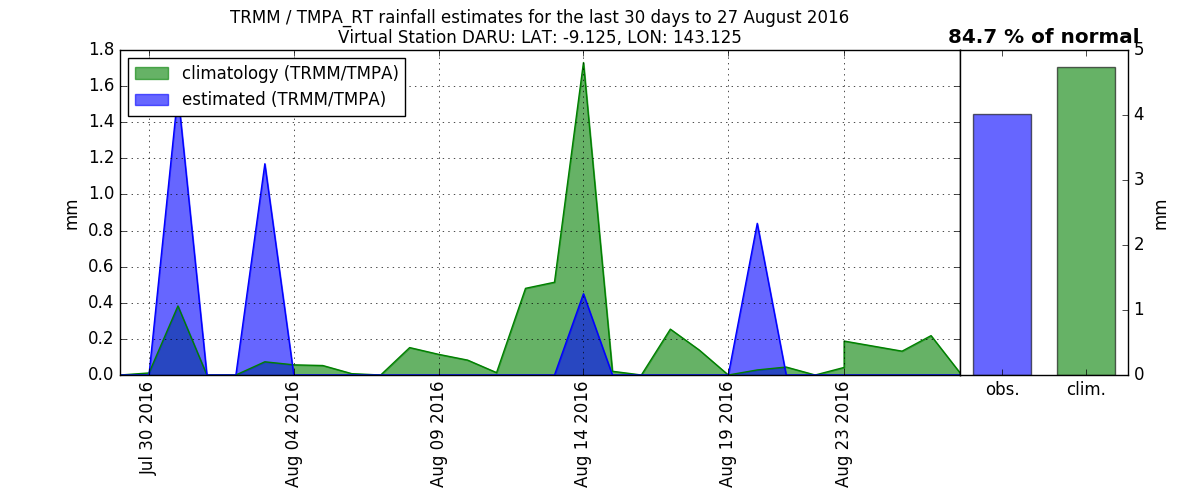 TRMM / TMPA_RT rainfall estimates for the last 30 days to 27 August 2016
Virtual Station DARU: LAT: -9.125, LON: 143.125
84.7 % of normal
climatology (TRMM/TMPA)
estimated (TRMM/TMPA)
mm
1.8
1.6
1.4
1.2
1.0
0.8
0.6
0.4
0.2
0.0
Jul 30 2016
Aug 04 2016
Aug 09 2016
Aug 14 2016
Aug 19 2016
Aug 23 2016
5
4
3
2
1
0
mm
obs.
clim.